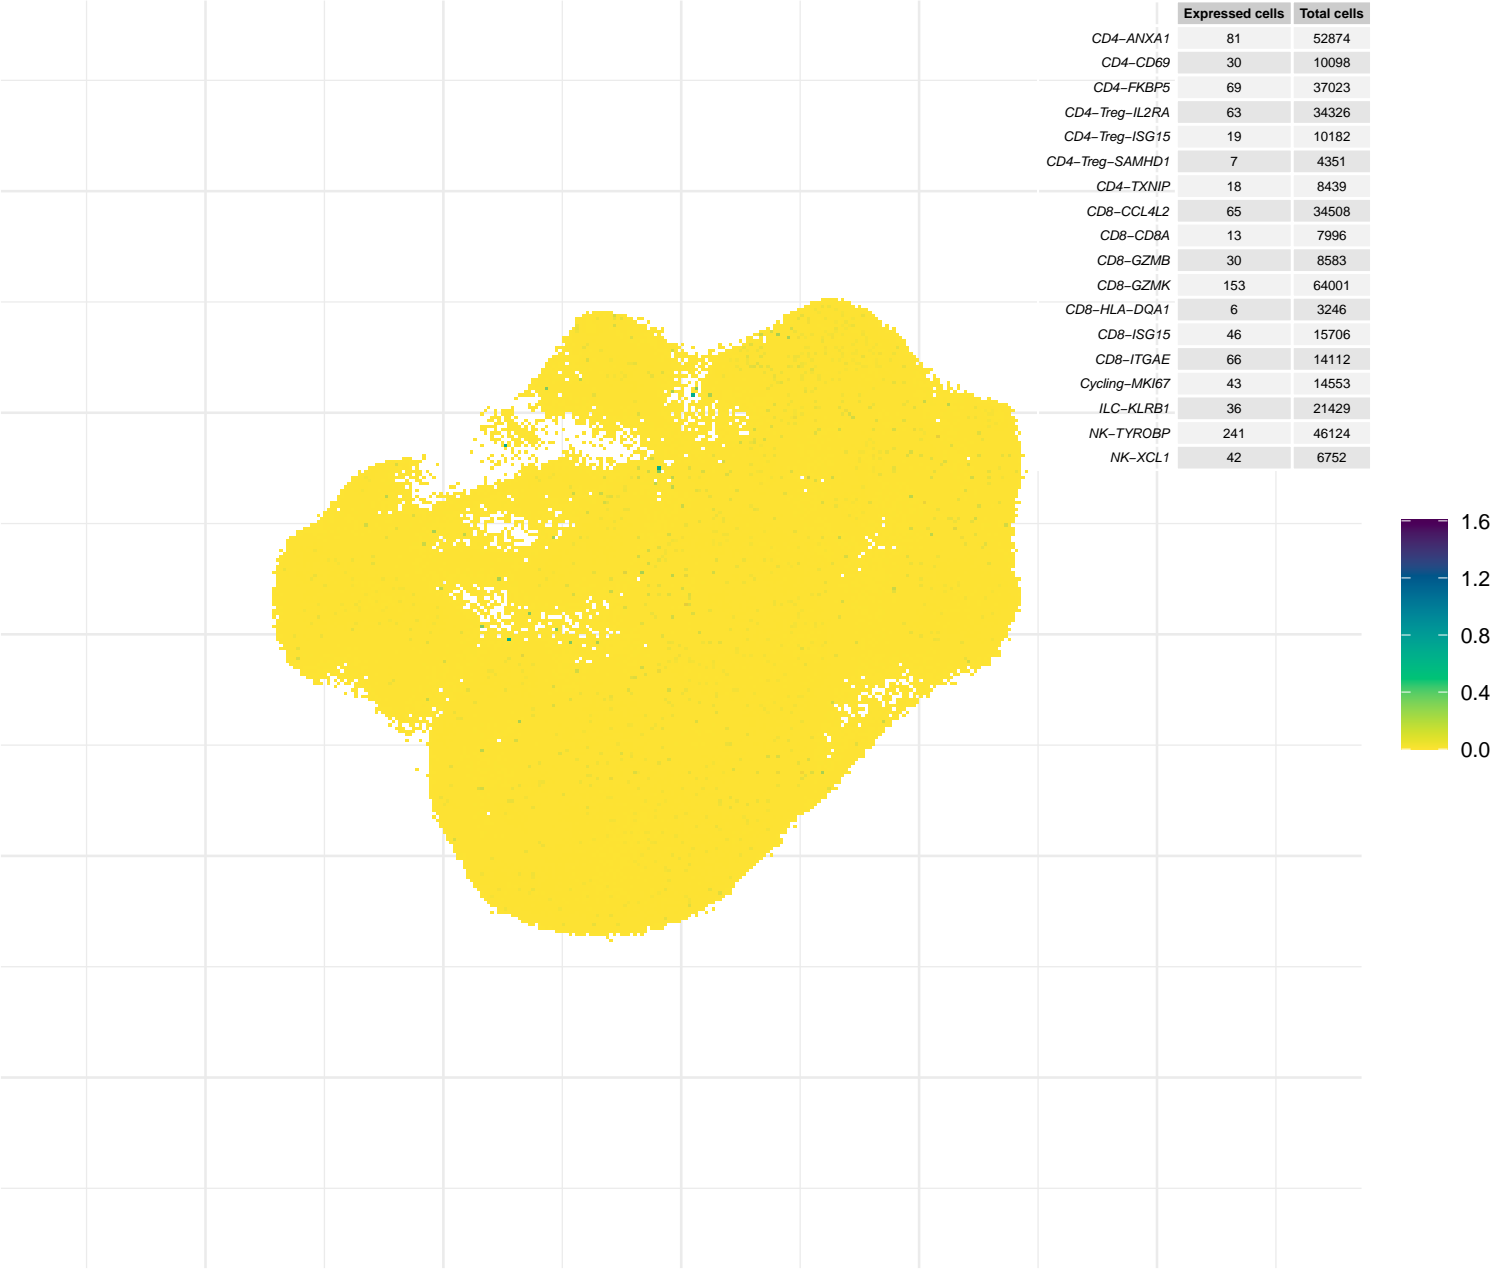 Expressed cells Total cells
CD4−ANXA1 81 52874
CD4−CD69 30 10098
CD4−FKBP5 69 37023
CD4−Treg−IL2RA 63 34326
CD4−Treg−ISG15 19 10182
CD4−Treg−SAMHD1 7 4351
CD4−TXNIP 18 8439
CD8−CCL4L2 65 34508
CD8−CD8A 13 7996
CD8−GZMB 30 8583
CD8−GZMK 153 64001
CD8−HLA−DQA1 6 3246
CD8−ISG15 46 15706
CD8−ITGAE 66 14112
Cycling−MKI67 43 14553
ILC−KLRB1 36 21429
NK−TYROBP 241 46124
NK−XCL1 42 6752
1.6
1.2
0.8
0.4
0.0